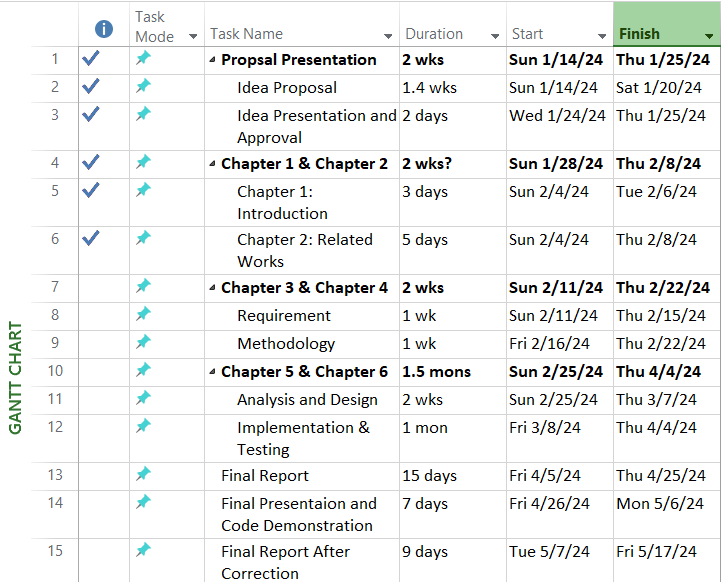 Task Mode Task Name Duration Start Finish
1 Propsal Presentation 2 wks Sun 1/14/24 Thu 1/25/24
2 Idea Proposal 1.4 wks Sun 1/14/24 Sat 1/20/24
3 Idea Presentation and 2 days Wed 1/24/24 Thu 1/25/24
Approval
4 Chapter 1 & Chapter 2 2 wks? Sun 1/28/24 Thu 2/8/24
5 Chapter 1: 3 days Sun 2/4/24 Tue 2/6/24
Introduction
6 Chapter 2: Related 5 days Sun 2/4/24 Thu 2/8/24
Works
7 Chapter 3 & Chapter 4 2 wks Sun 2/11/24 Thu 2/22/24
8 Requirement 1 wk Sun 2/11/24 Thu 2/15/24
9 Methodology 1 wk Fri 2/16/24 Thu 2/22/24
10 Chapter 5 & Chapter 6 1.5 mons Sun 2/25/24 Thu 4/4/24
11 Analysis and Design 2 wks Sun 2/25/24 Thu 3/7/24
12 Implementation & 1 mon Fri 3/8/24 Thu 4/4/24
Testing
13 Final Report 15 days Fri 4/5/24 Thu 4/25/24
14 Final Presentaion and 7 days Fri 4/26/24 Mon 5/6/24
Code Demonstration
15 Final Report After 9 days Tue 5/7/24 Fri 5/17/24
Correction
GANTT CHART